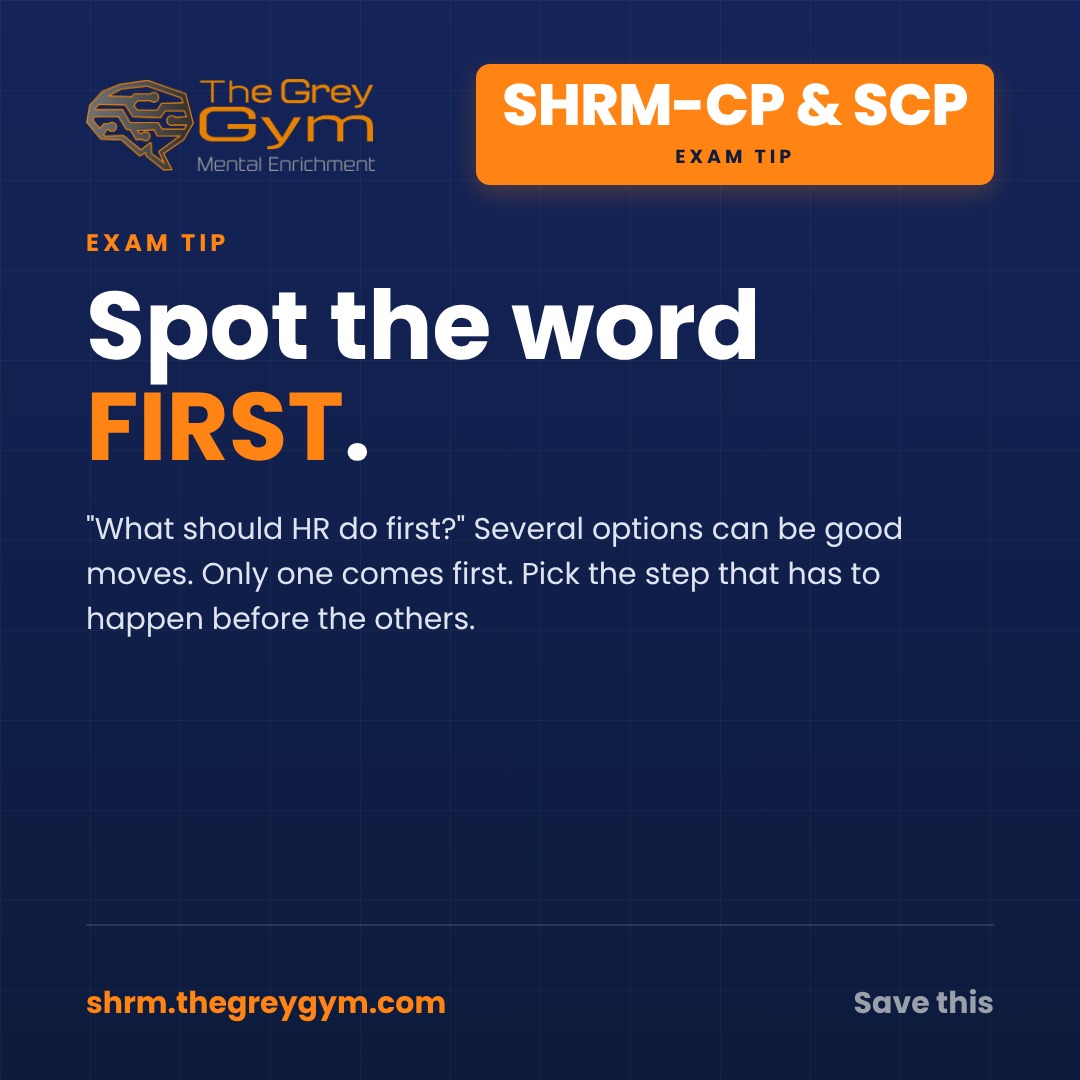 The Grey
Gym
Mental Enrichment
SHRM-CP & SCP
EXAM TIP
EXAM TIP
Spot the word
FIRST.
"What should HR do first?" Several options can be good
moves. Only one comes first. Pick the step that has to
happen before the others.
shrm.thegreygym.com
Save this